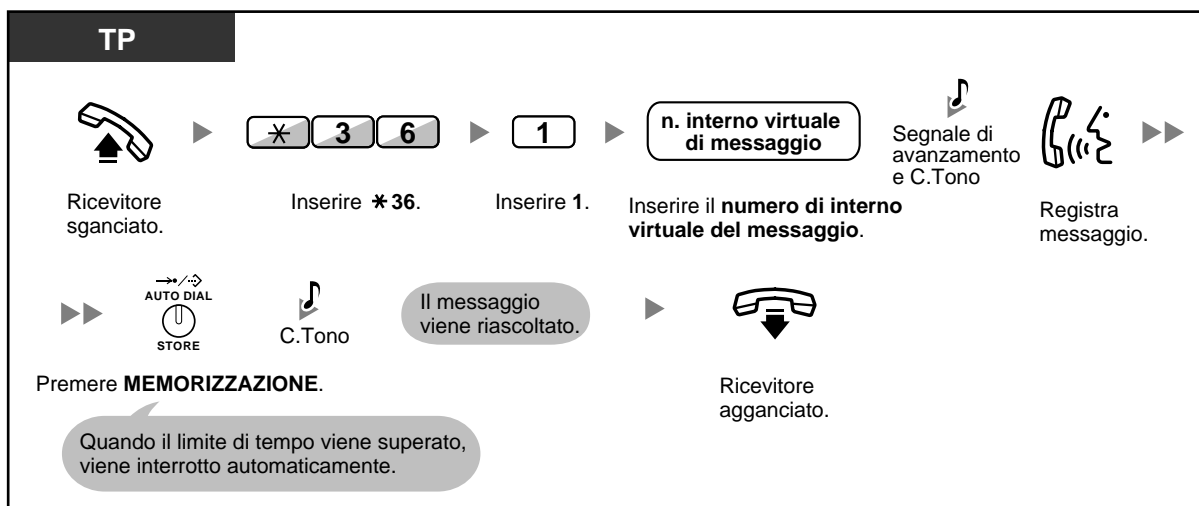 TP
✳ 3 6
1
n. interno virtuale
di messaggio
Segnale di
avanzamento
e C.Tono
Ricevitore
sganciato.
Inserire ✳36.
Inserire 1.
Inserire il numero di interno
virtuale del messaggio.
Registra
messaggio.
AUTO DIAL
STORE
C.Tono
Il messaggio
viene riascoltato.
Premere MEMORIZZAZIONE.
Ricevitore
agganciato.
Quando il limite di tempo viene superato,
viene interrotto automaticamente.